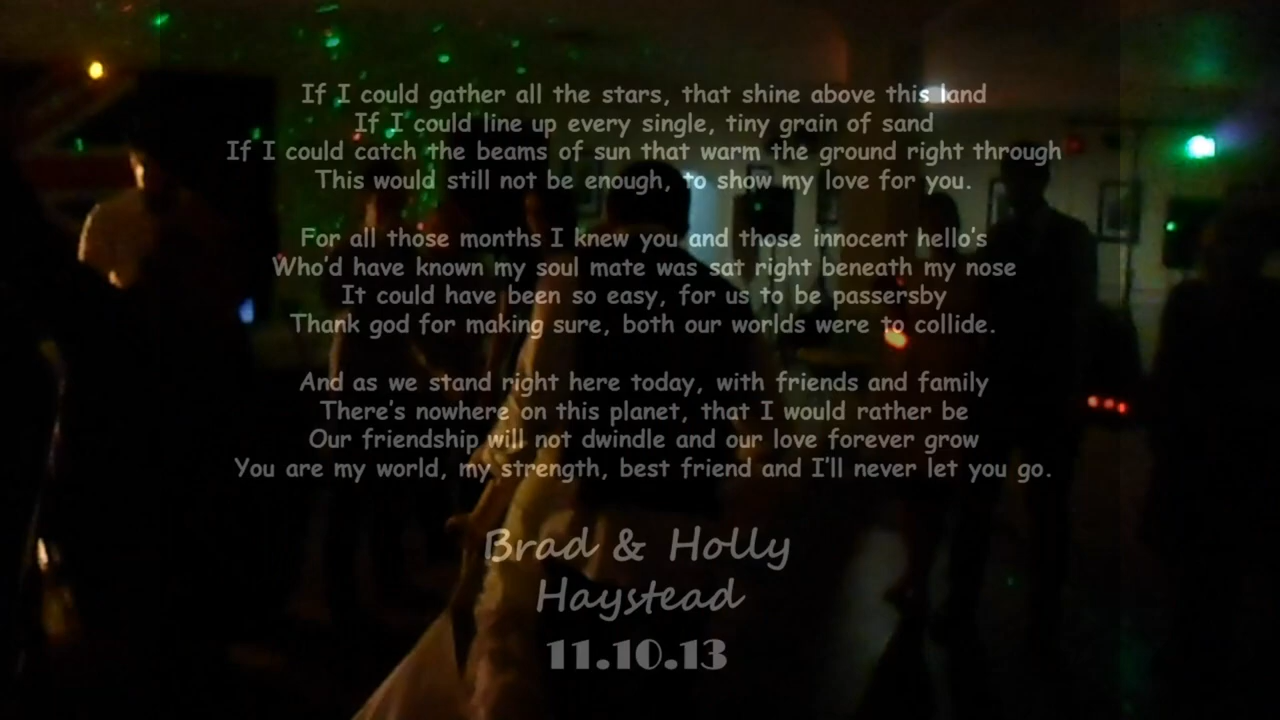 If I could gather all the stars, that shine above this land
If I could line up every single, tiny grain of sand
If I could catch the beams of sun that warm the ground right through
This would still not be enough, to show my love for you.
For all those months I knew you and those innocent hello's
Who'd have known my soul mate was sat right beneath my nose
It could have been so easy, for us to be passersby
Thank god for making sure, both our worlds were to collide.
And as we stand right here today, with friends and family
There's nowhere on this planet, that I would rather be
Our friendship will not dwindle and our love forever grow
You are my world, my strength, best friend and I'll never let you go.
Brad & Holly
Haystead
11.10.13